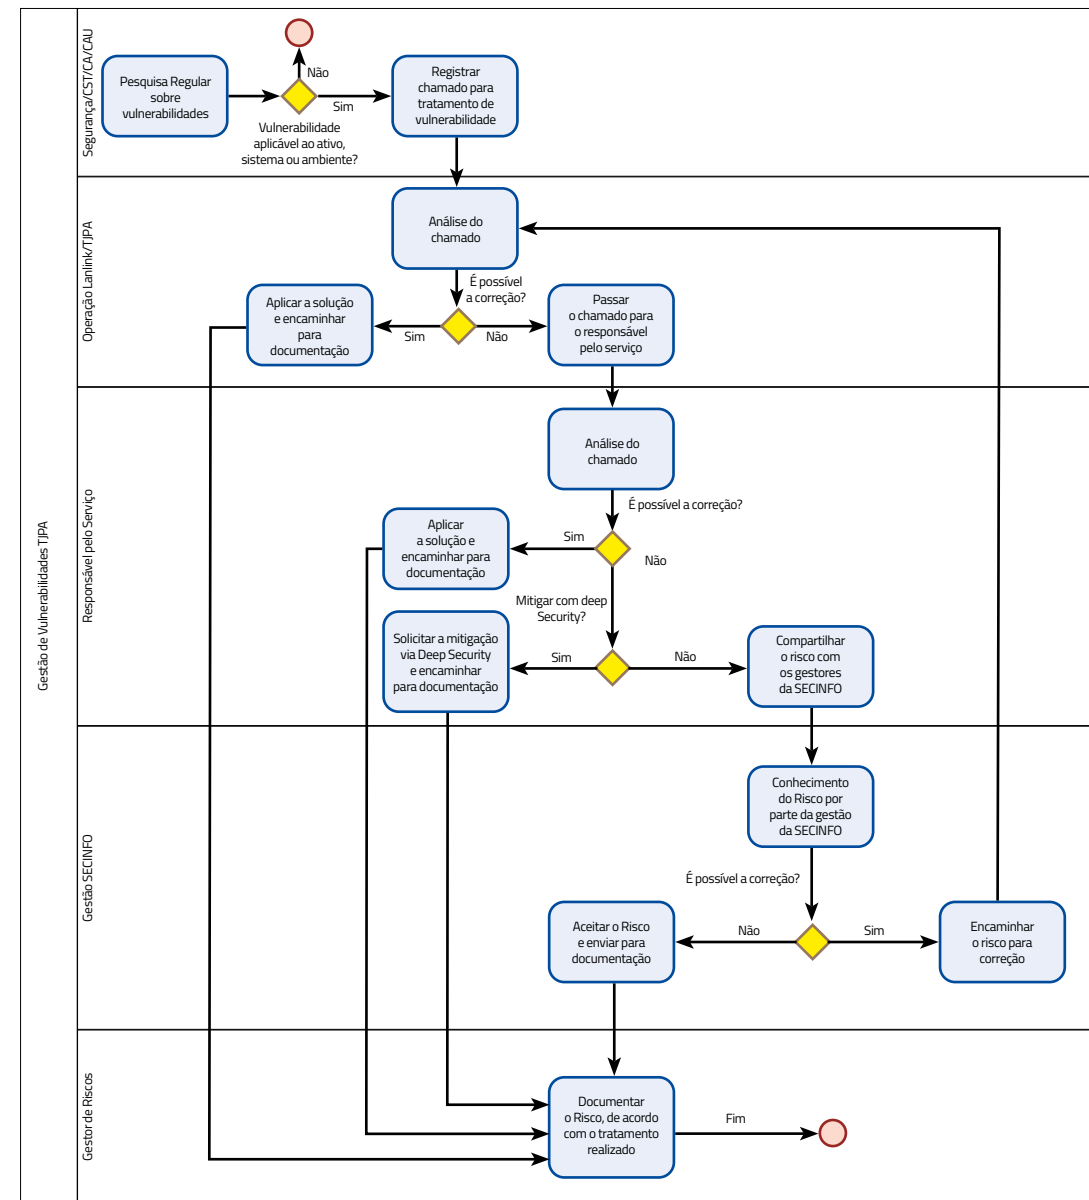 Gestão de Vulnerabilidades TJPA
Segurança/CST/CA/CAU
Pesquisa Regular
sobre
vulnerabilidades
Não
Sim
Vulnerabilidade
aplicável ao ativo,
sistema ou ambiente?
Registrar
chamado para
tratamento de
vulnerabilidade
Operação Lanlink/TJPA
Análise do
chamado
É possível
a correção?
Aplicar a solução
e encaminhar
para
documentação
Sim
Não
Passar
o chamado para
o responsável
pelo serviço
Responsável pelo Serviço
Análise do
chamado
É possível a correção?
Aplicar
a solução e
encaminhar para
documentação
Sim
Não
Mitigar com deep
Security?
Solicitar a mitigação
via Deep Security
e encaminhar
para documentação
Sim
Não
Compartilhar
o risco com
os gestores
da SECINFO
Gestão SECINFO
Conhecimento
do Risco por
parte da gestão
da SECINFO
É possível a correção?
Aceitar o Risco
e enviar para
documentação
Não
Sim
Encaminhar
o risco para
correção
Gestor de Riscos
Documentar
o Risco, de acordo
com o tratamento
realizado
Fim